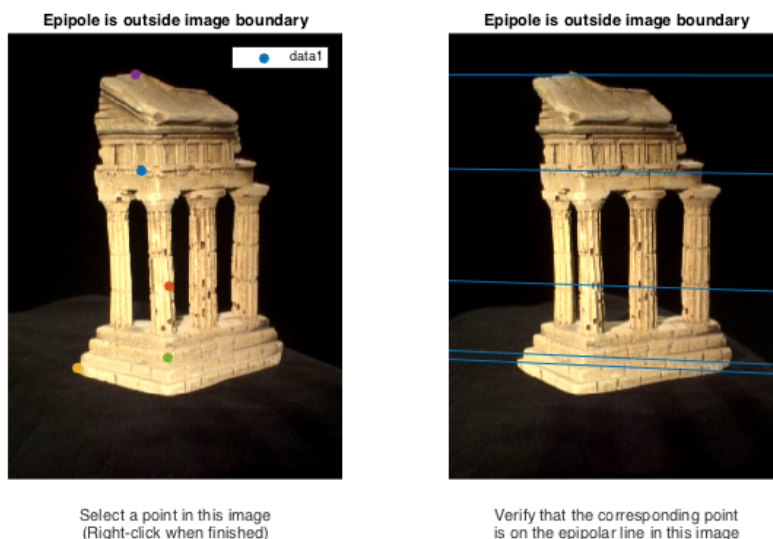 Epipole is outside image boundary
Epipole is outside image boundary
data1
Select a point in this image
(Right-click when finished)
Verify that the corresponding point
is on the epipolar line in this image